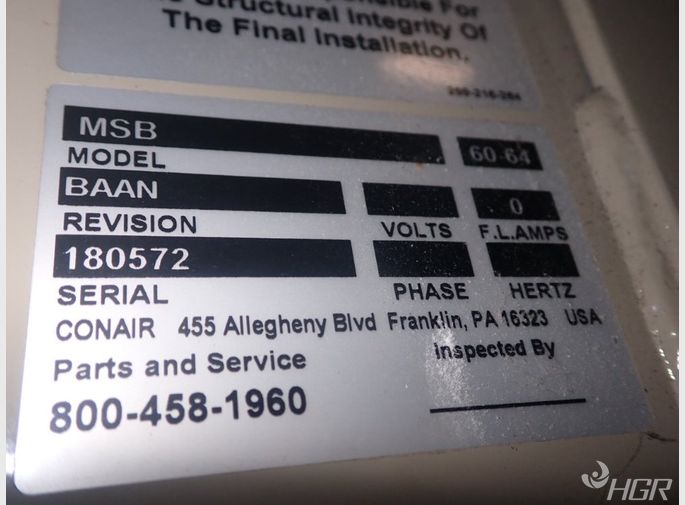 Structural Integrity Of
The Final Installation.
MSB 60-64
MODEL
BAAN 0
REVISION VOLTS F.L.AMPS
180572
SERIAL PHASE HERTZ
CONAIR 455 Allegheny Blvd Franklin, PA 16323 USA
Parts and Service Inspected By
800-458-1960
HGR